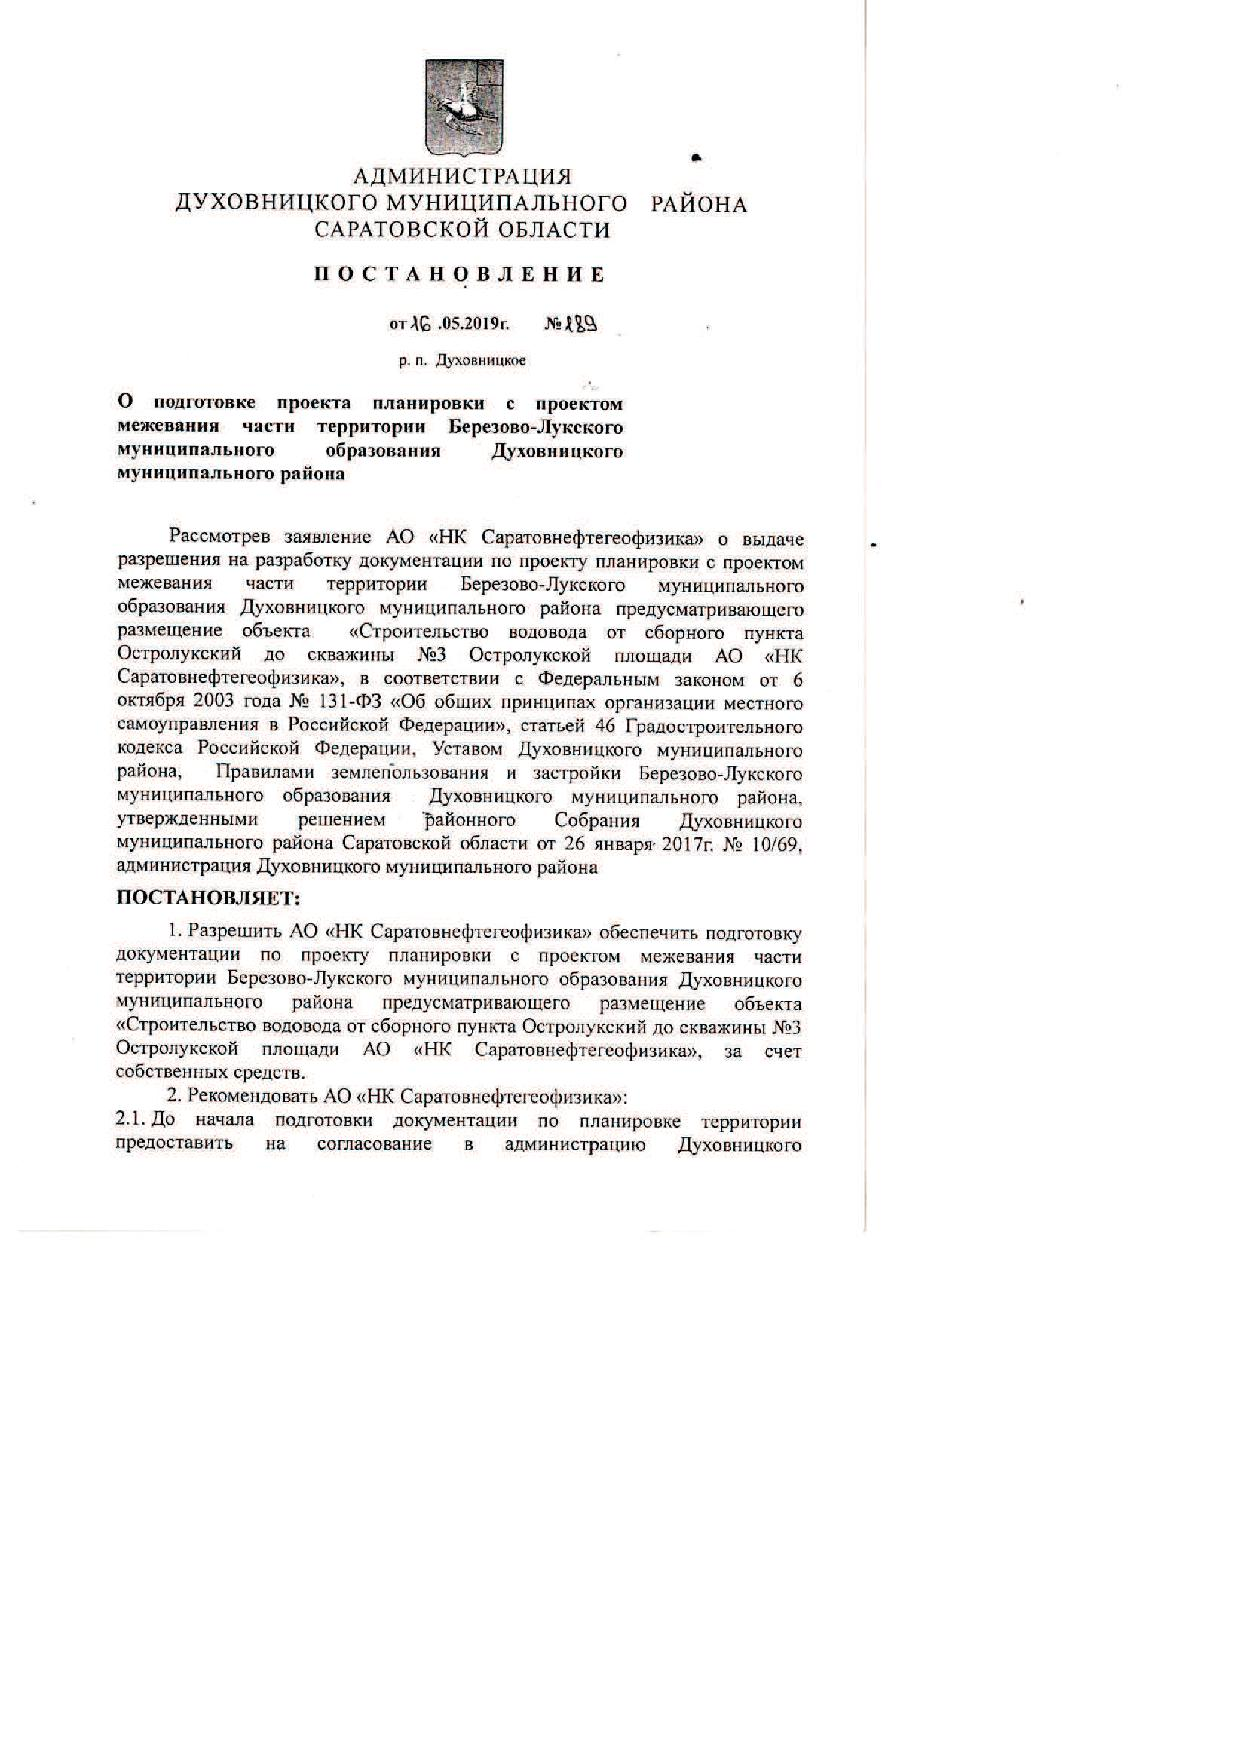 АДМИНИСТРАЦИЯ
ДУХОВНИЦКОГО МУНИЦИПАЛЬНОГО РАЙОНА
САРАТОВСКОЙ ОБЛАСТИ
ПОСТАНОВЛЕНИЕ
от 16 .05.2019г. № 189
р. п. Духовницкое
О подготовке проекта планировки с проектом
межевания части территории Березово-Лукского
муниципального образования Духовницкого
муниципального района
Рассмотрев заявление АО «НК Саратовнефтегеофизика» о выдаче
разрешения на разработку документации по проекту планировки с проектом
межевания части территории Березово-Лукского муниципального
образования Духовницкого муниципального района предусматривающего
размещение объекта «Строительство водовода от сборного пункта
Остролукский до скважины №3 Остролукской площади АО «НК
Саратовнефтегеофизика», в соответствии с Федеральным законом от 6
октября 2003 года № 131-ФЗ «Об общих принципах организации местного
самоуправления в Российской Федерации», статьей 46 Градостроительного
кодекса Российской Федерации, Уставом Духовницкого муниципального
района, Правилами землепользования и застройки Березово-Лукского
муниципального образования Духовницкого муниципального района,
утвержденными решением районного Собрания Духовницкого
муниципального района Саратовской области от 26 января 2017г. № 10/69,
администрация Духовницкого муниципального района
ПОСТАНОВЛЯЕТ:
1. Разрешить АО «НК Саратовнефтегеофизика» обеспечить подготовку
документации по проекту планировки с проектом межевания части
территории Березово-Лукского муниципального образования Духовницкого
муниципального района предусматривающего размещение объекта
«Строительство водовода от сборного пункта Остролукский до скважины №3
Остролукской площади АО «НК Саратовнефтегеофизика», за счет
собственных средств.
2. Рекомендовать АО «НК Саратовнефтегеофизика»:
2.1. До начала подготовки документации по планировке территории
предоставить на согласование в администрацию Духовницкого